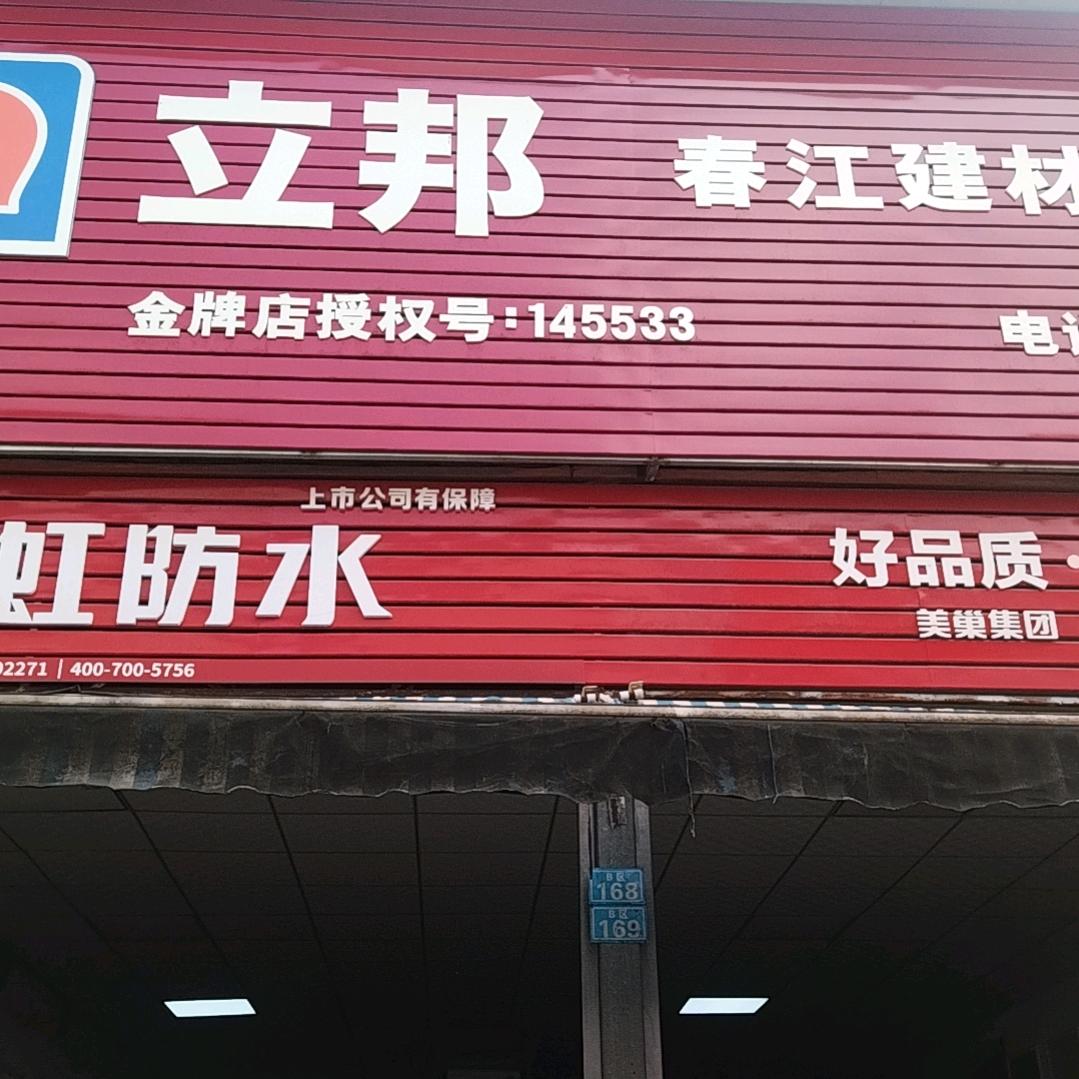 立邦 春江建材
金牌店授权号:145533
电话
上市公司有保障
虹防水
好品质·
美巢集团
02271 | 400-700-5756
B区
168
B区
169